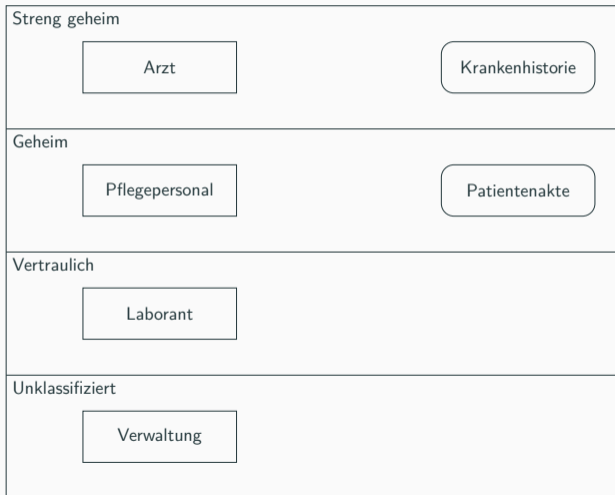 Streng geheim
Arzt
Krankenhistorie
Geheim
Pflegepersonal
Patientenakte
Vertraulich
Laborant
Unklassifiziert
Verwaltung